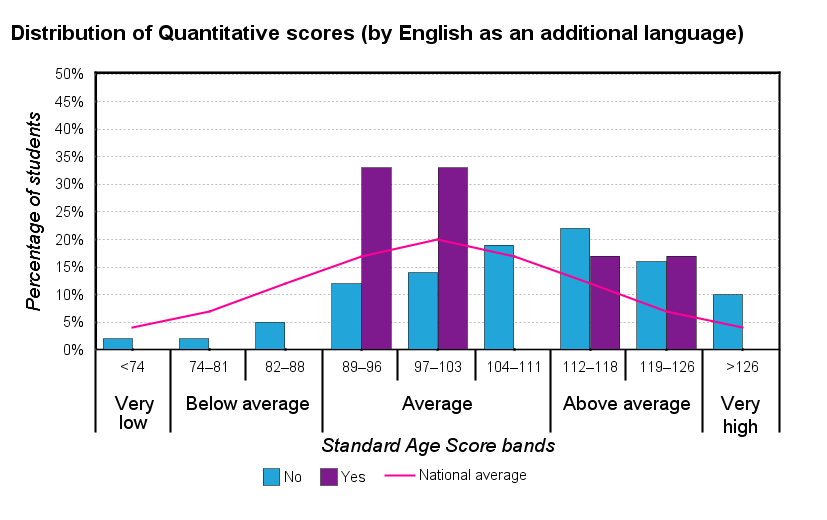 Distribution of Quantitative scores (by English as an additional language)
Percentage of students
50%
45%
40%
35%
30%
25%
20%
15%
10%
5%
0%
<74 74–81 82–88 89–96 97–103 104–111 112–118 119–126 >126
Very low Below average Average Above average Very high
Standard Age Score bands
No Yes National average